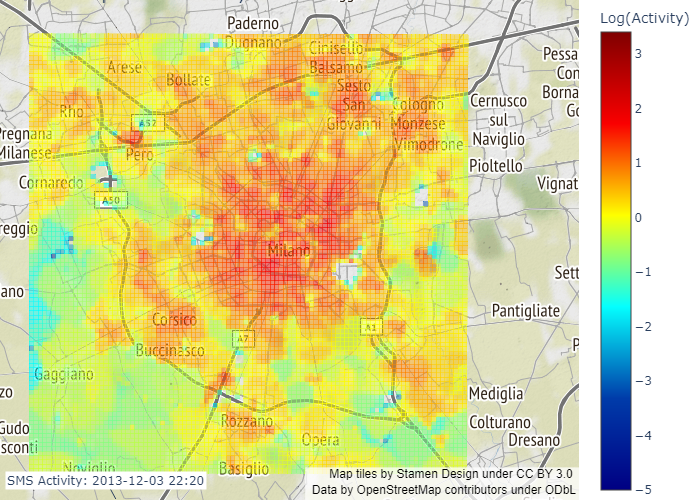 Paderno
Dugnano
Cinisello
Balsamo
Arese
Bollate
Sesto
San
Giovanni
Cologno
Monzese
Vimodrone
Rho
A52
Pero
Pregnana
Milanese
Cornaredo
A50
reggio
Milano
ano
Corsico
A7
A1
Buccinasco
Gaggiano
zo
Gudo
sconti
Rozzano
Opera
Noviglio
Basiglio
Pessa
Con
Borna
Go
Cernusco
sul
Naviglio
Pioltello
Vignat
Sett
Pantigliate
P
Mediglia
Colturano
Dresano
SMS Activity: 2013-12-03 22:20
Map tiles by Stamen Design under CC BY 3.0
Data by OpenStreetMap contributors under ODbL
Log(Activity)
3
2
1
0
−1
−2
−3
−4
−5